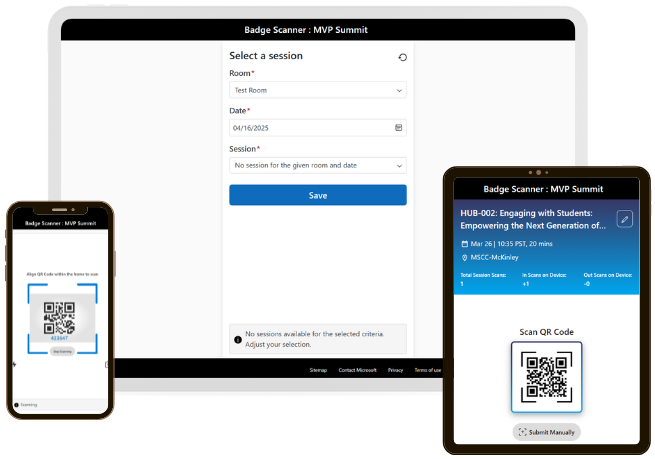 Badge Scanner : MVP Summit
Select a session
Room*
Test Room
Date*
04/16/2025
Session*
No session for the given room and date
Save
No sessions available for the selected criteria.
Adjust your selection.
Sitemap Contact Microsoft Privacy Terms of use
Badge Scanner : MVP Summit
Align QR Code within the frame to scan
433947
Scanning
Badge Scanner : MVP Summit
HUB-002: Engaging with Students:
Empowering the Next Generation of...
Mar 26 | 10:35 PST, 20 mins
MSCC-McKinley
Total Session Scans: In Scans on Device: Out Scans on Device:
1 +1 -0
Scan QR Code
Submit Manually